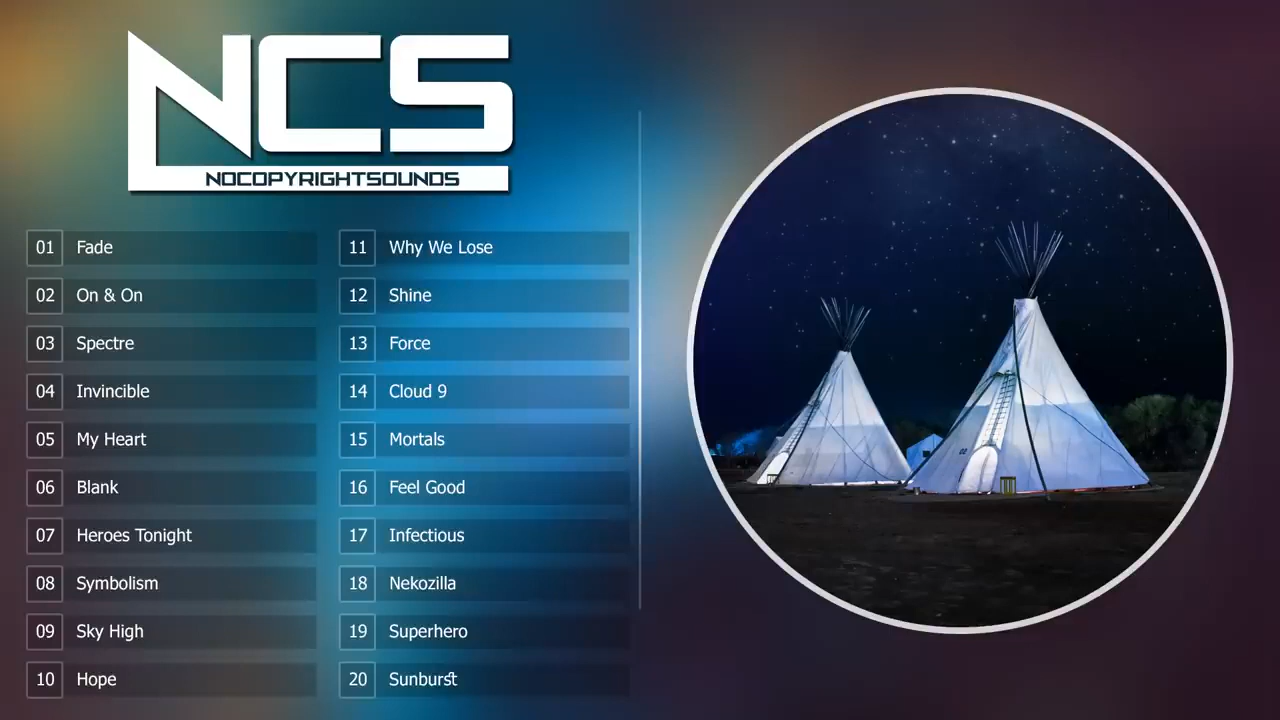 NCS
NOCOPYRIGHTSOUNDS
01 Fade
02 On & On
03 Spectre
04 Invincible
05 My Heart
06 Blank
07 Heroes Tonight
08 Symbolism
09 Sky High
10 Hope
11 Why We Lose
12 Shine
13 Force
14 Cloud 9
15 Mortals
16 Feel Good
17 Infectious
18 Nekozilla
19 Superhero
20 Sunburst